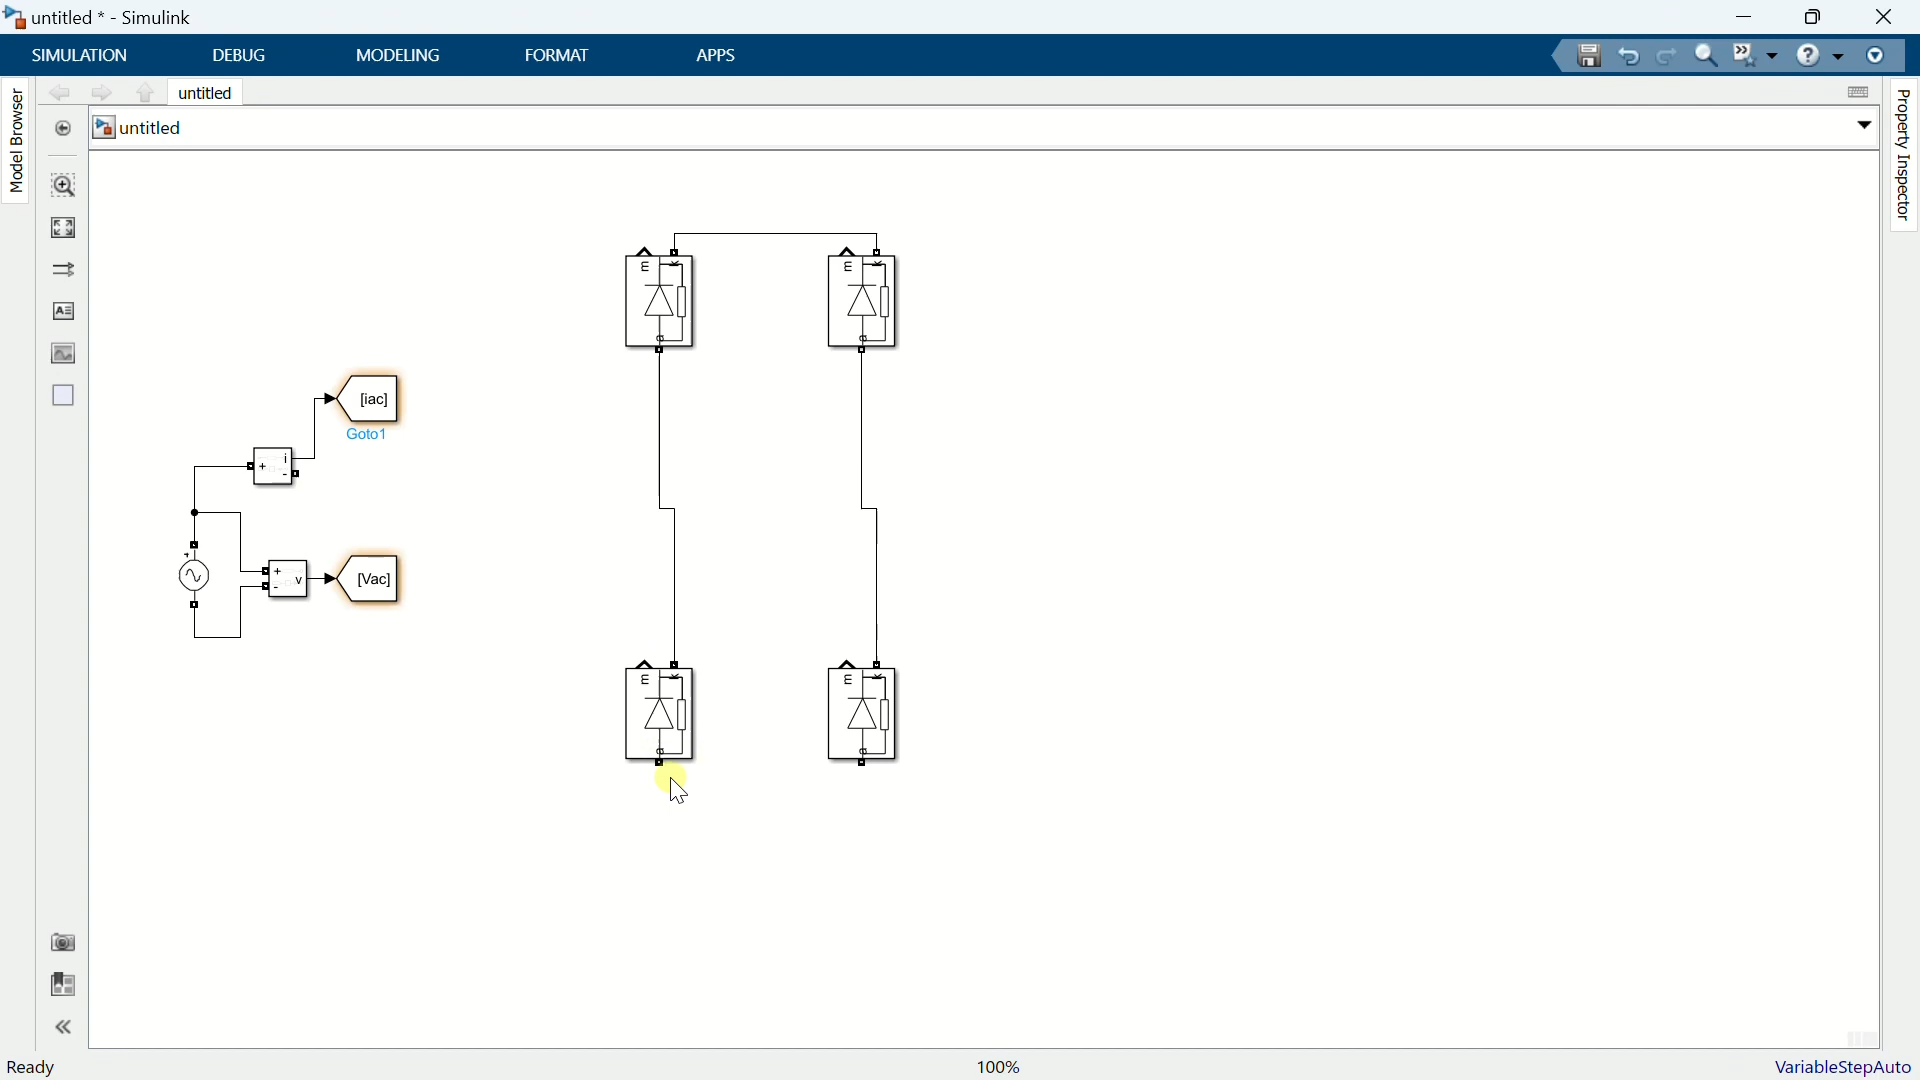 untitled * - Simulink
SIMULATION DEBUG MODELING FORMAT APPS
?
untitled
Model Browser
Property Inspector
untitled
m k
a
m k
a
[iac]
Goto1
+ i
-
+
+ v
-
[Vac]
m k
a
m k
a
Ready 100% VariableStepAuto